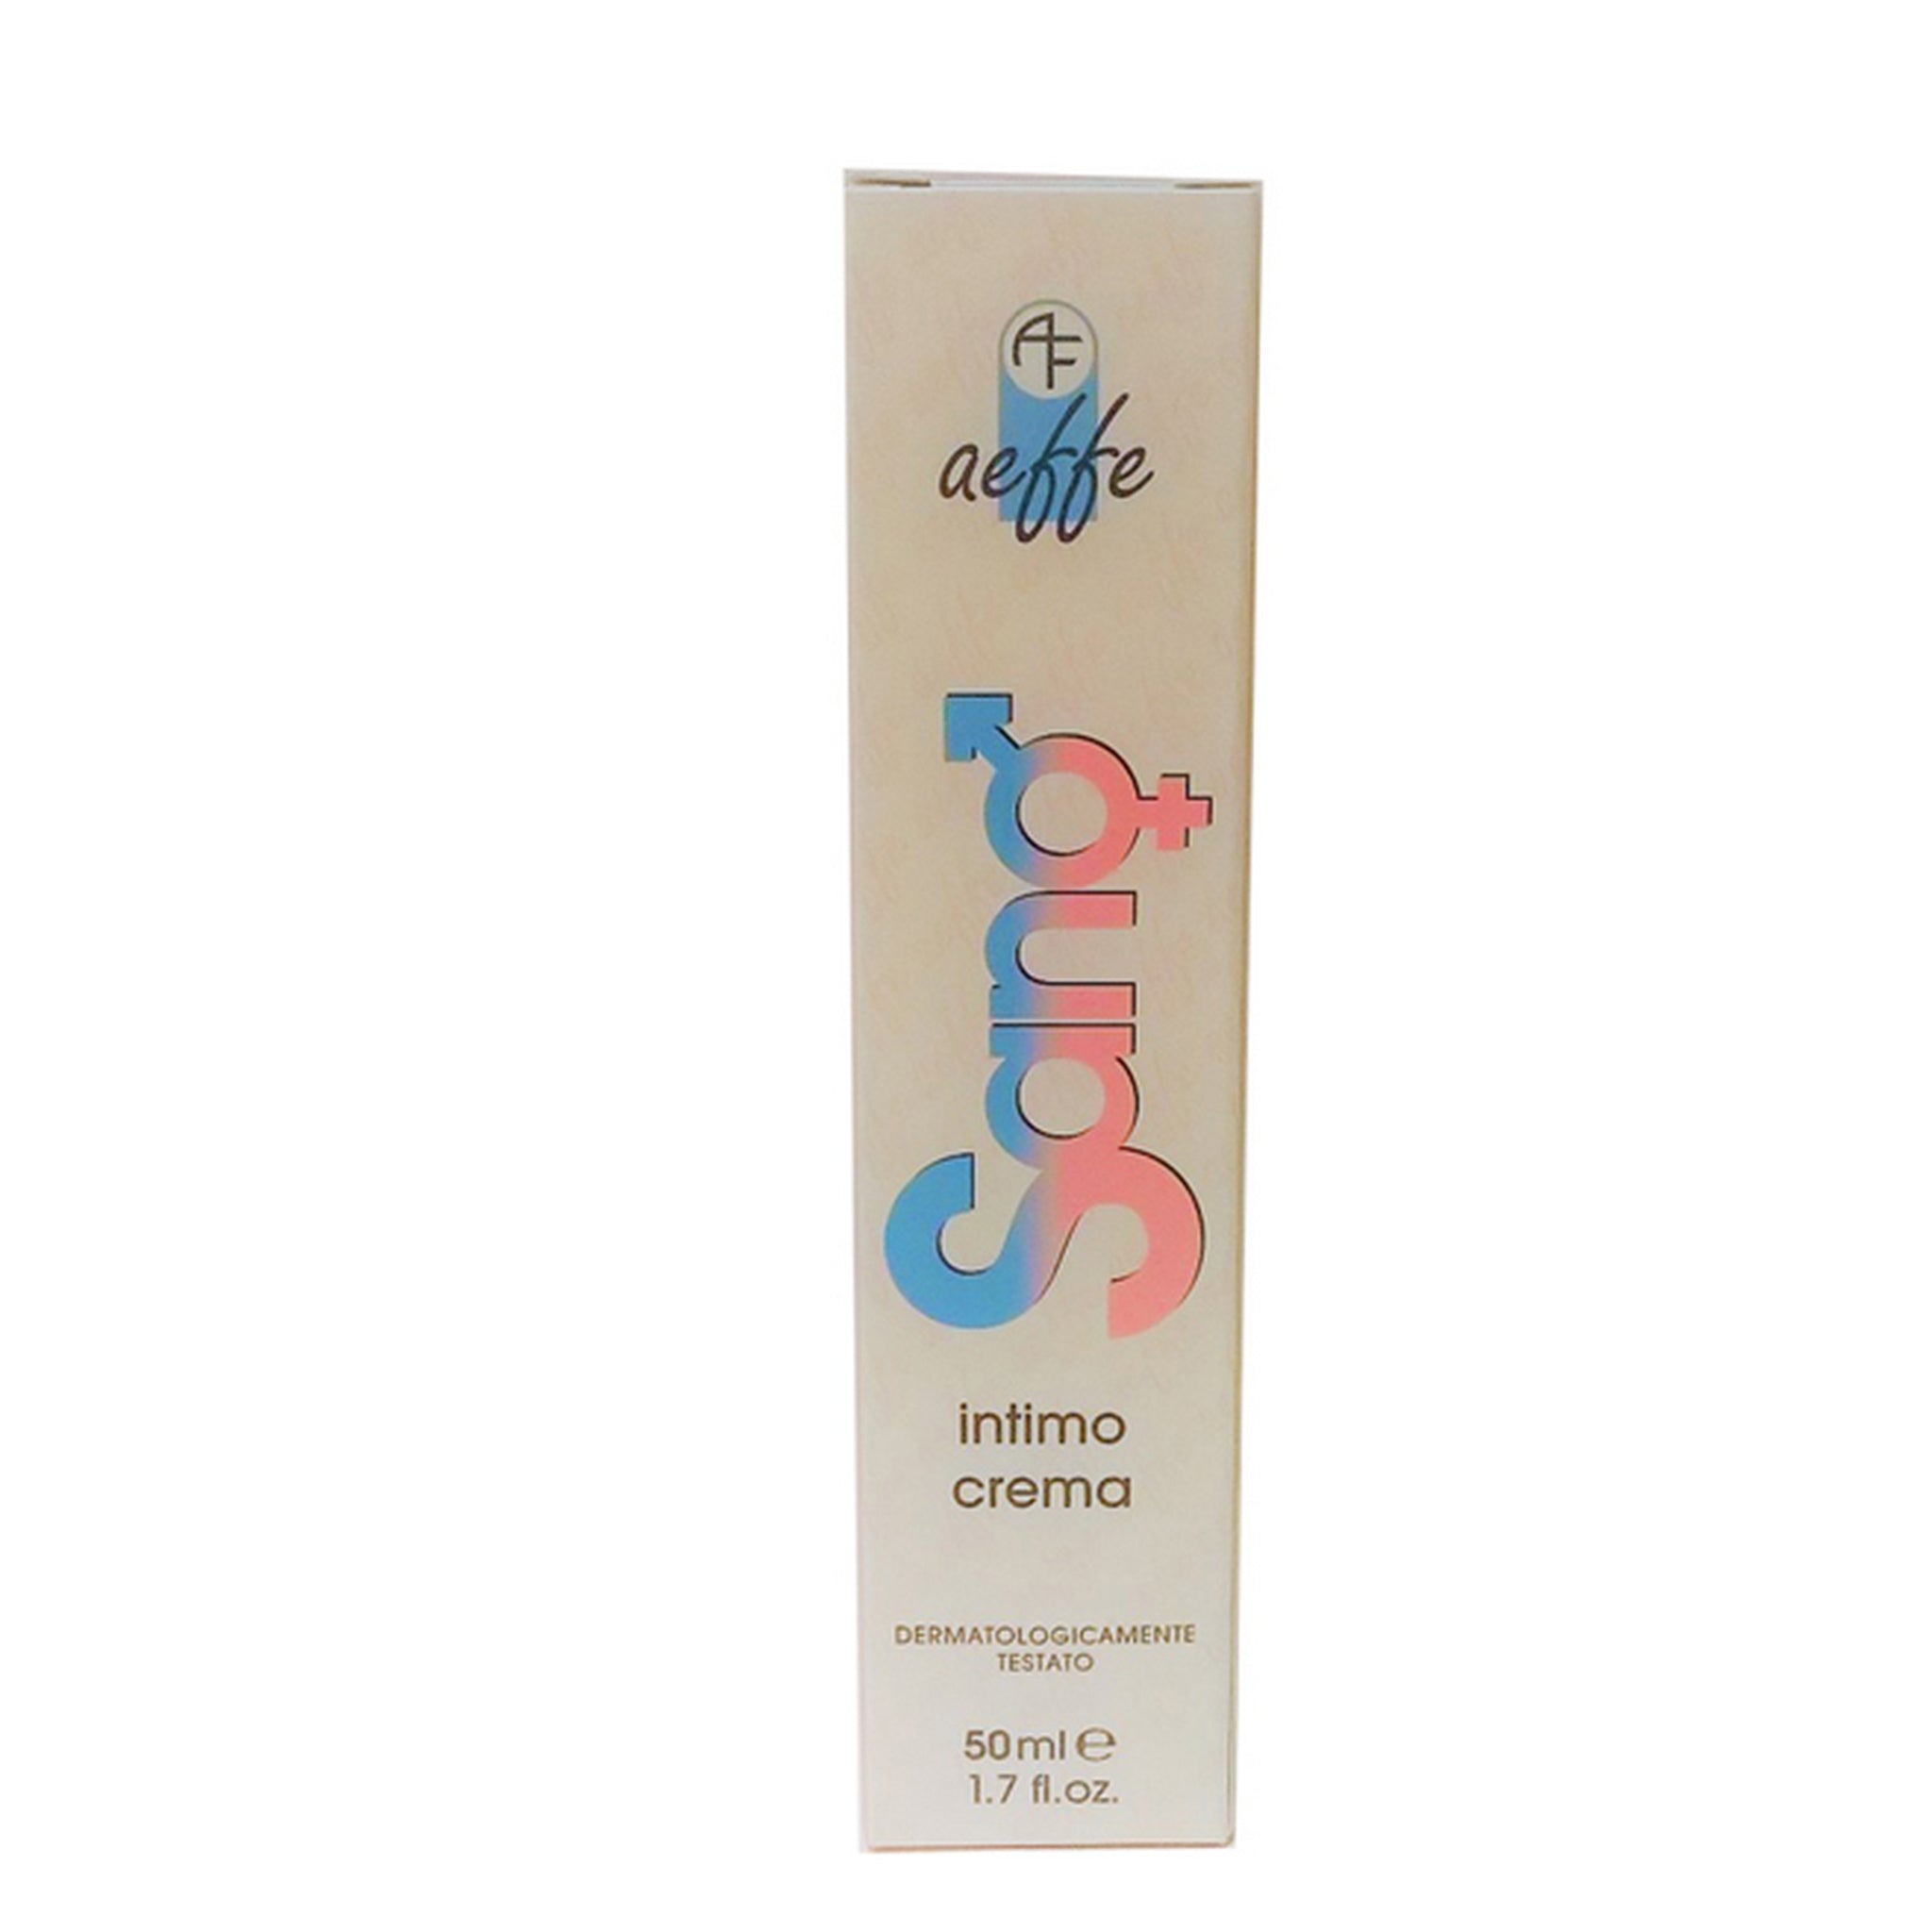 AF
aeffe
Sano
intimo
crema
DERMATOLOGICAMENTE
TESTATO
50ml ℮
1.7 fl.oz.